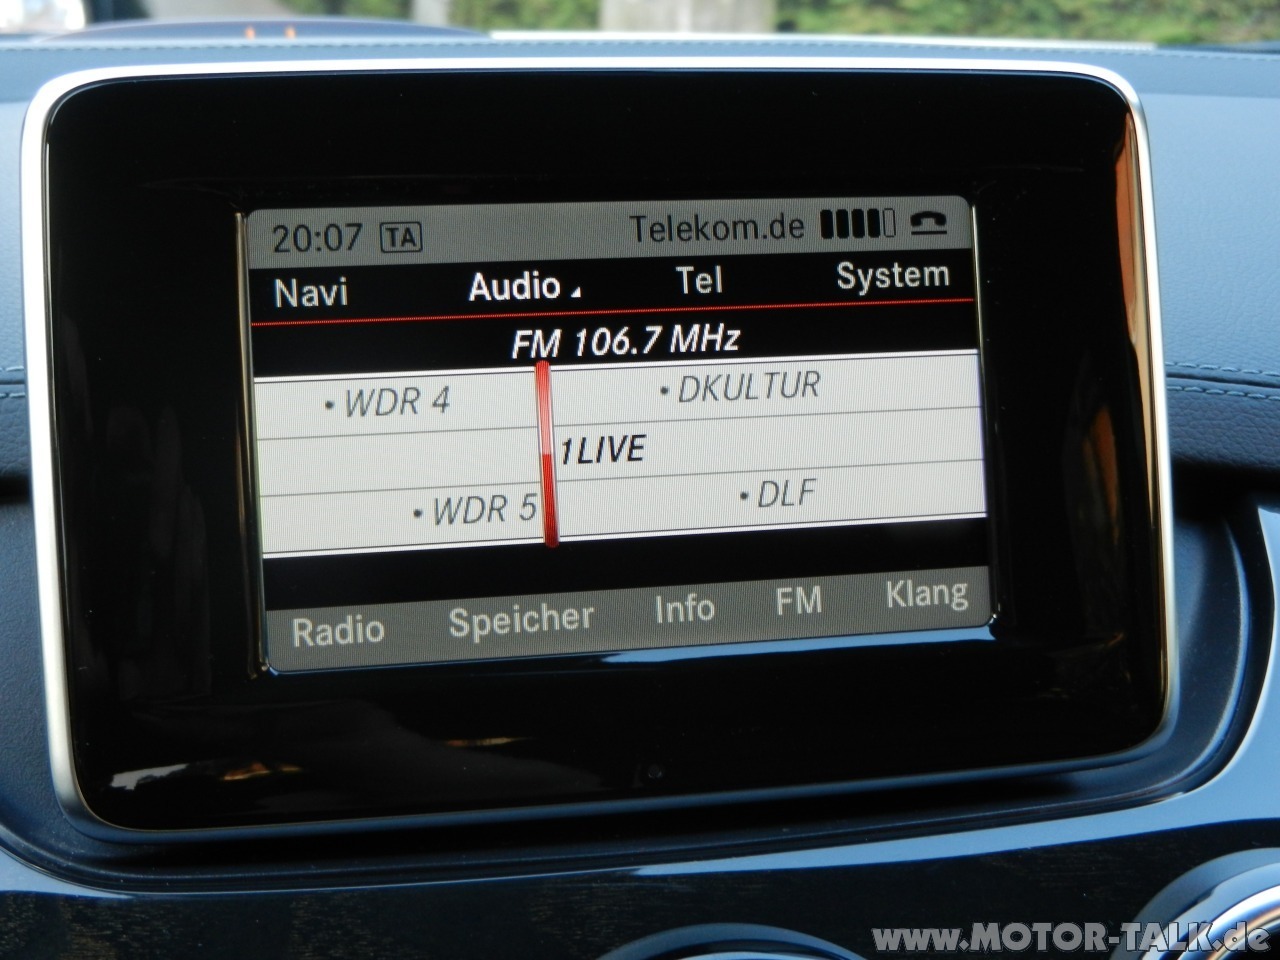 20:07 TA Telekom.de
Navi Audio Tel System
FM 106.7 MHz
• WDR 4 • DKULTUR
1LIVE
• WDR 5 • DLF
Radio Speicher Info FM Klang
www.MOTOR-TALK.de